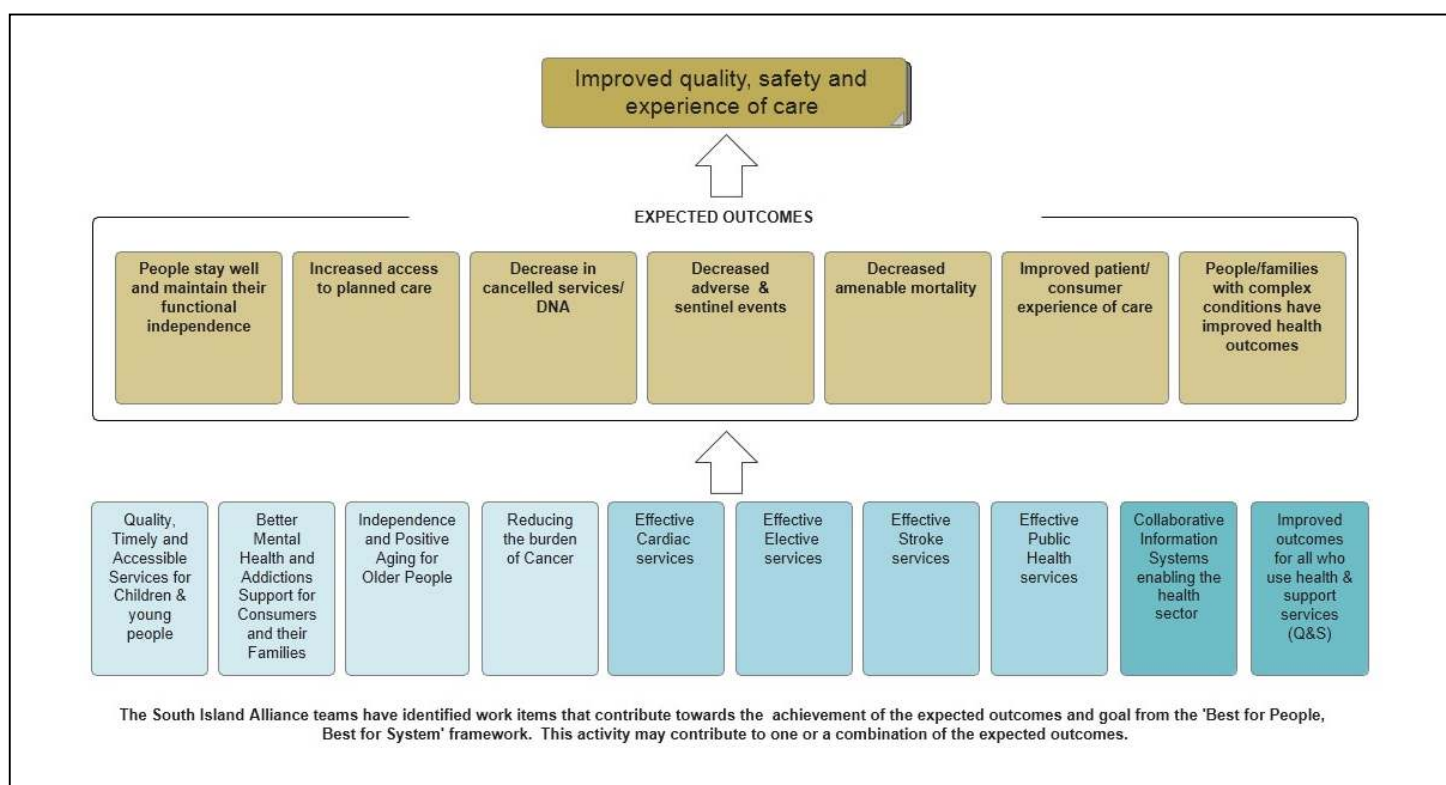 Improved quality, safety and
experience of care
EXPECTED OUTCOMES
People stay well
and maintain their
functional
independence
Increased access
to planned care
Decrease in
cancelled services/
DNA
Decreased
adverse &
sentinel events
Decreased
amenable mortality
Improved patient/
consumer
experience of care
People/families
with complex
conditions have
improved health
outcomes
Quality,
Timely and
Accessible
Services for
Children &
young
people
Better
Mental
Health and
Addictions
Support for
Consumers
and their
Families
Independence
and Positive
Aging for
Older People
Reducing
the burden
of Cancer
Effective
Cardiac
services
Effective
Elective
services
Effective
Stroke
services
Effective
Public
Health
services
Collaborative
Information
Systems
enabling the
health
sector
Improved
outcomes
for all who
use health &
support
services
(Q&S)
The South Island Alliance teams have identified work items that contribute towards the achievement of the expected outcomes and goal from the 'Best for People,
Best for System' framework. This activity may contribute to one or a combination of the expected outcomes.